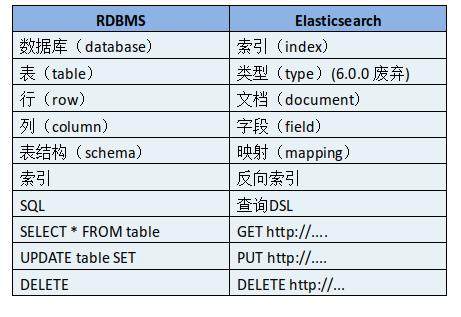 RDBMS Elasticsearch
数据库（database） 索引（index）
表（table） 类型（type）(6.0.0 废弃)
行（row） 文档（document）
列（column） 字段（field）
表结构（schema） 映射（mapping）
索引 反向索引
SQL 查询DSL
SELECT * FROM table GET http://....
UPDATE table SET PUT http://....
DELETE DELETE http://...